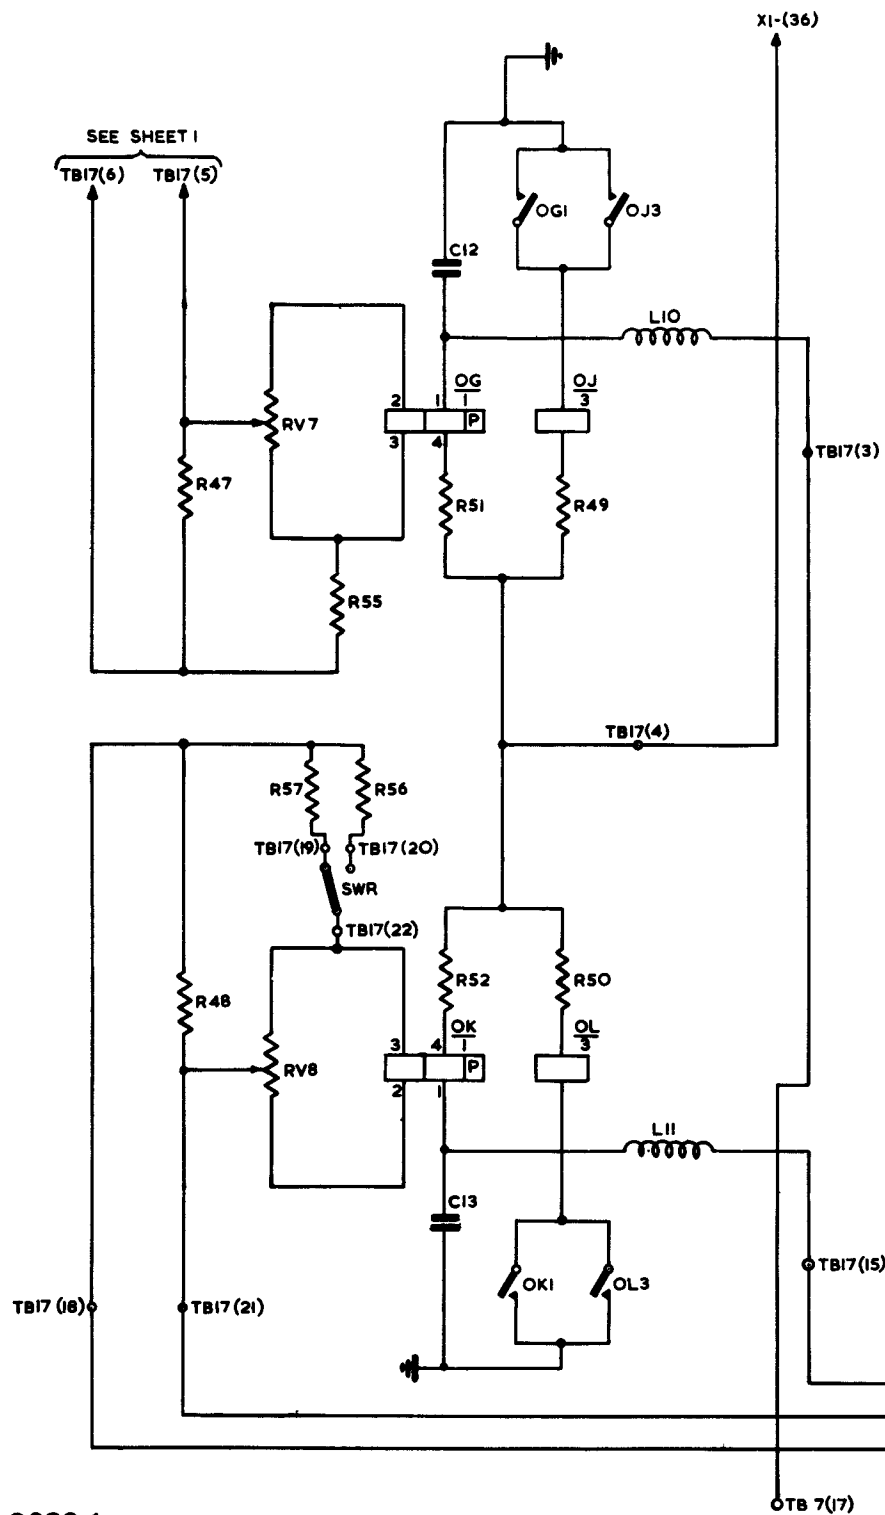 X1-(36)
SEE SHEET 1
TB17(6) TB17(5)
OG1 OJ3
C12
L10
OG
1
OJ
3
2 1 P
RV7
3 4
TB17(3)
R47 R51 R49
R55
TB17(4)
R57 R56
TB17(19) TB17(20)
SWR
TB17(22)
R52 R50
R48
OK
1
OL
3
3 4 P
RV8
2 1
L11
C13
OK1 OL3
TB17(15)
TB17(18) TB17(21)
TB 7(17)